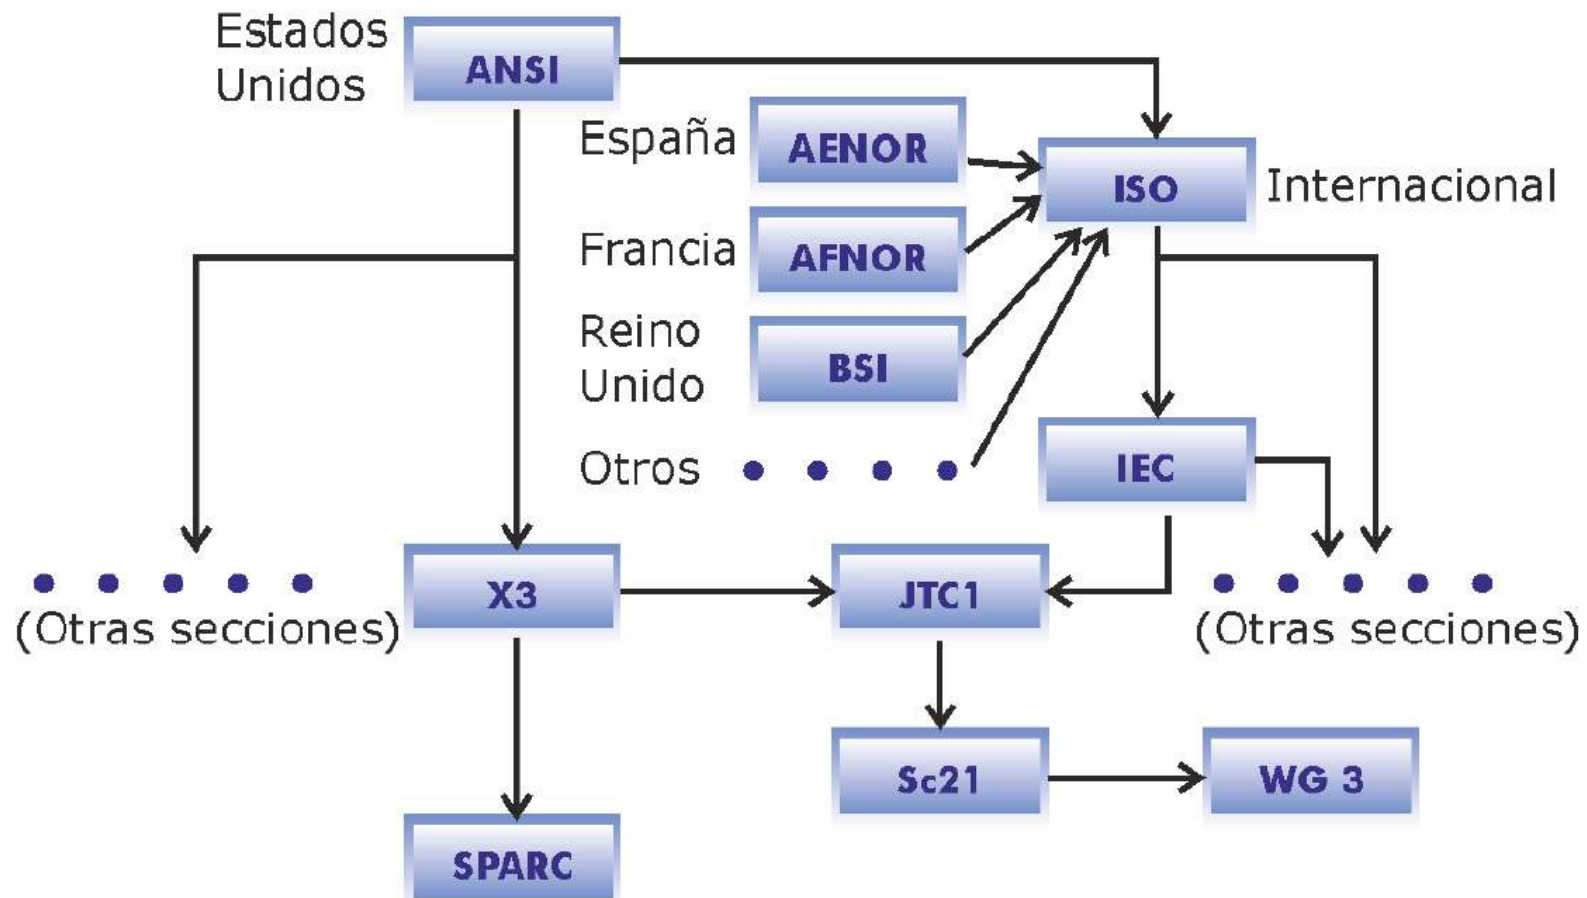 Estados
Unidos
ANSI
España
AENOR
ISO
Internacional
Francia
AFNOR
Reino
Unido
BSI
Otros
IEC
X3
JTC1
(Otras secciones)
(Otras secciones)
Sc21
WG 3
SPARC